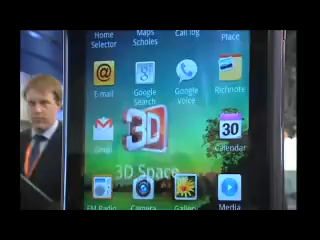 Home Selector
Maps
Scholes
Call log
Place
E-mail
Google Search
Google Voice
Richnote
Gmail
3D
3D Space
30
Calendar
FM Radio
Camera
Gallery
Media